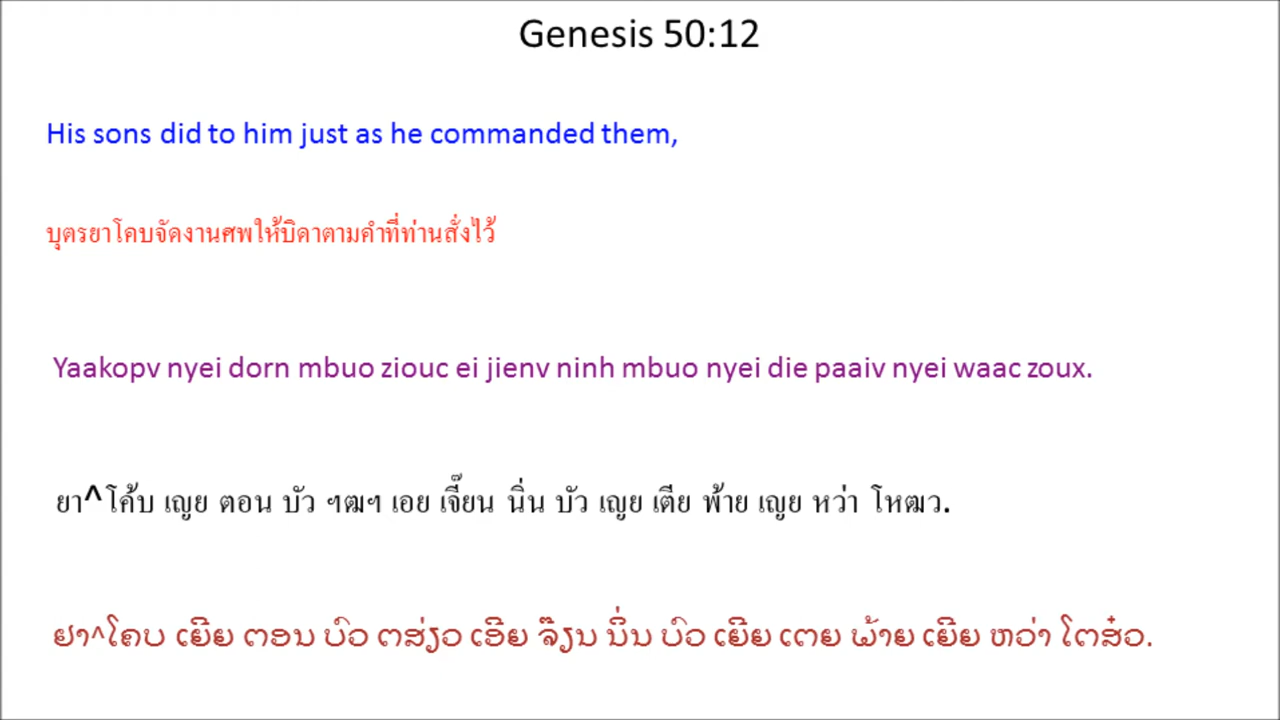 Genesis 50:12
His sons did to him just as he commanded them,
บุตรยาโคบจัดงานศพให้บิดาตามคำที่ท่านสั่งไว้
Yaakopv nyei dorn mbuo ziouc ei jienv ninh mbuo nyei die paaiv nyei waac zoux.
ยา^โค้บ เญย ตอน บัว ฯฒฯ เอย เจี๊ยน นิ่น บัว เญย เตีย พ้าย เญย หว่า โหฒว.
ຢາ^ໂຄບ ເຍີຍ ຕອນ ບົວ ຕສ່ຽວ ເອີຍ ຈ໊ຽນ ນິ່ນ ບົວ ເຍີຍ ເຕຍ ພ້າຍ ເຍີຍ ຫວ່າ ໂຕສ໋ວ.